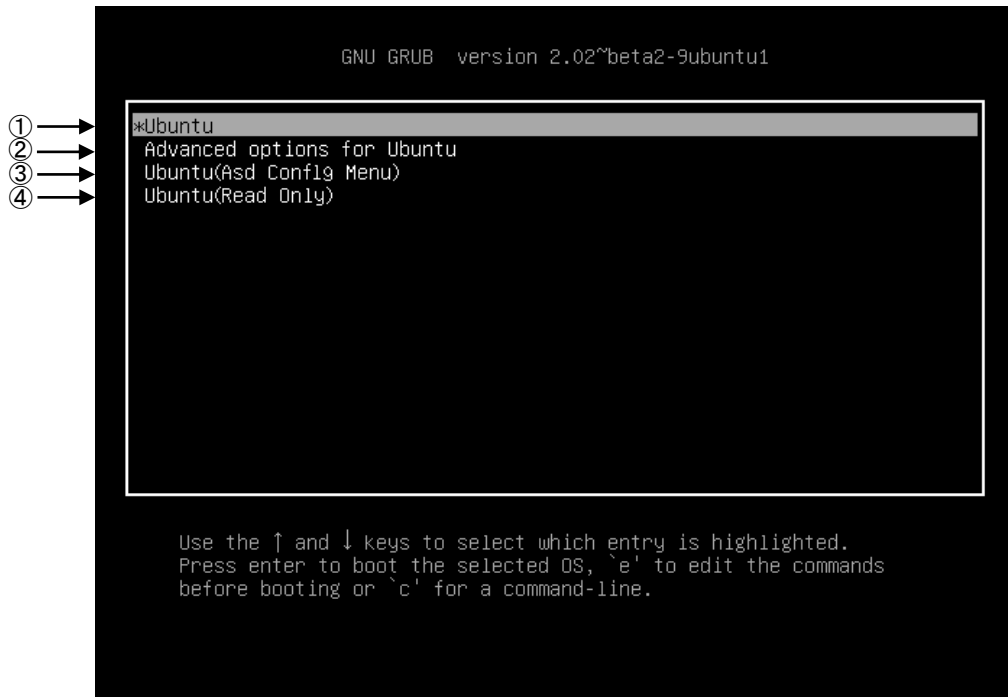 GNU GRUB version 2.02~beta2-9ubuntu1
① *Ubuntu
② Advanced options for Ubuntu
③ Ubuntu(Asd Conflg Menu)
④ Ubuntu(Read Only)
Use the ↑ and ↓ keys to select which entry is highlighted.
Press enter to boot the selected OS, `e' to edit the commands
before booting or `c' for a command-line.